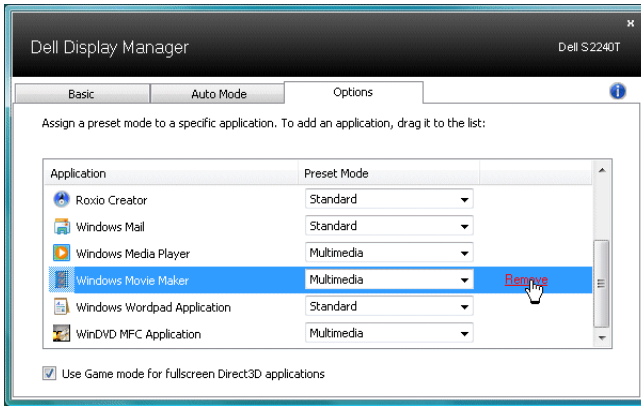 Dell Display Manager
Dell S2240T
Basic
Auto Mode
Options
Assign a preset mode to a specific application. To add an application, drag it to the list:
Application Preset Mode
Roxio Creator Standard
Windows Mail Standard
Windows Media Player Multimedia
Windows Movie Maker Multimedia Remove
Windows Wordpad Application Standard
WinDVD MFC Application Multimedia
Use Game mode for fullscreen Direct3D applications